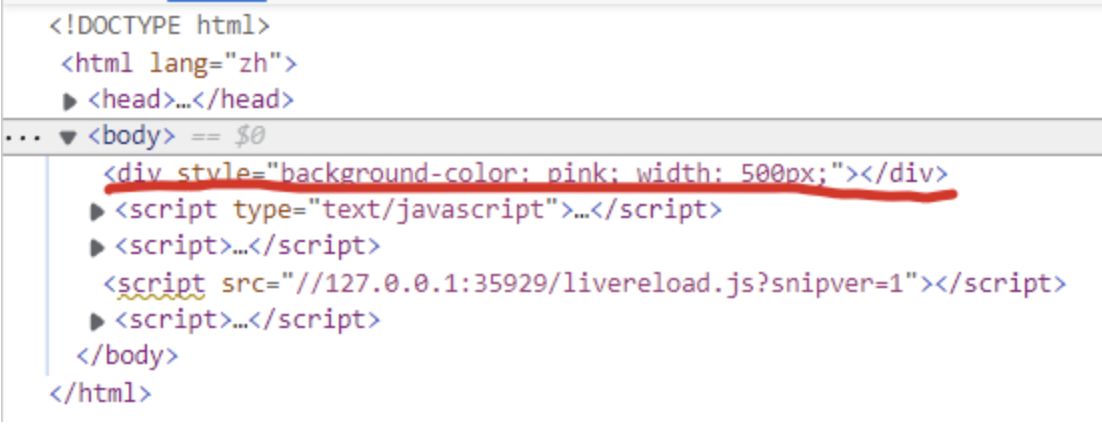 <!DOCTYPE html>
<html lang="zh">
<head>…</head>
... <body> == $0
<div style="background-color: pink; width: 500px;"></div>
<script type="text/javascript">…</script>
<script>…</script>
<script src="//127.0.0.1:35929/livereload.js?snipver=1"></script>
<script>…</script>
</body>
</html>